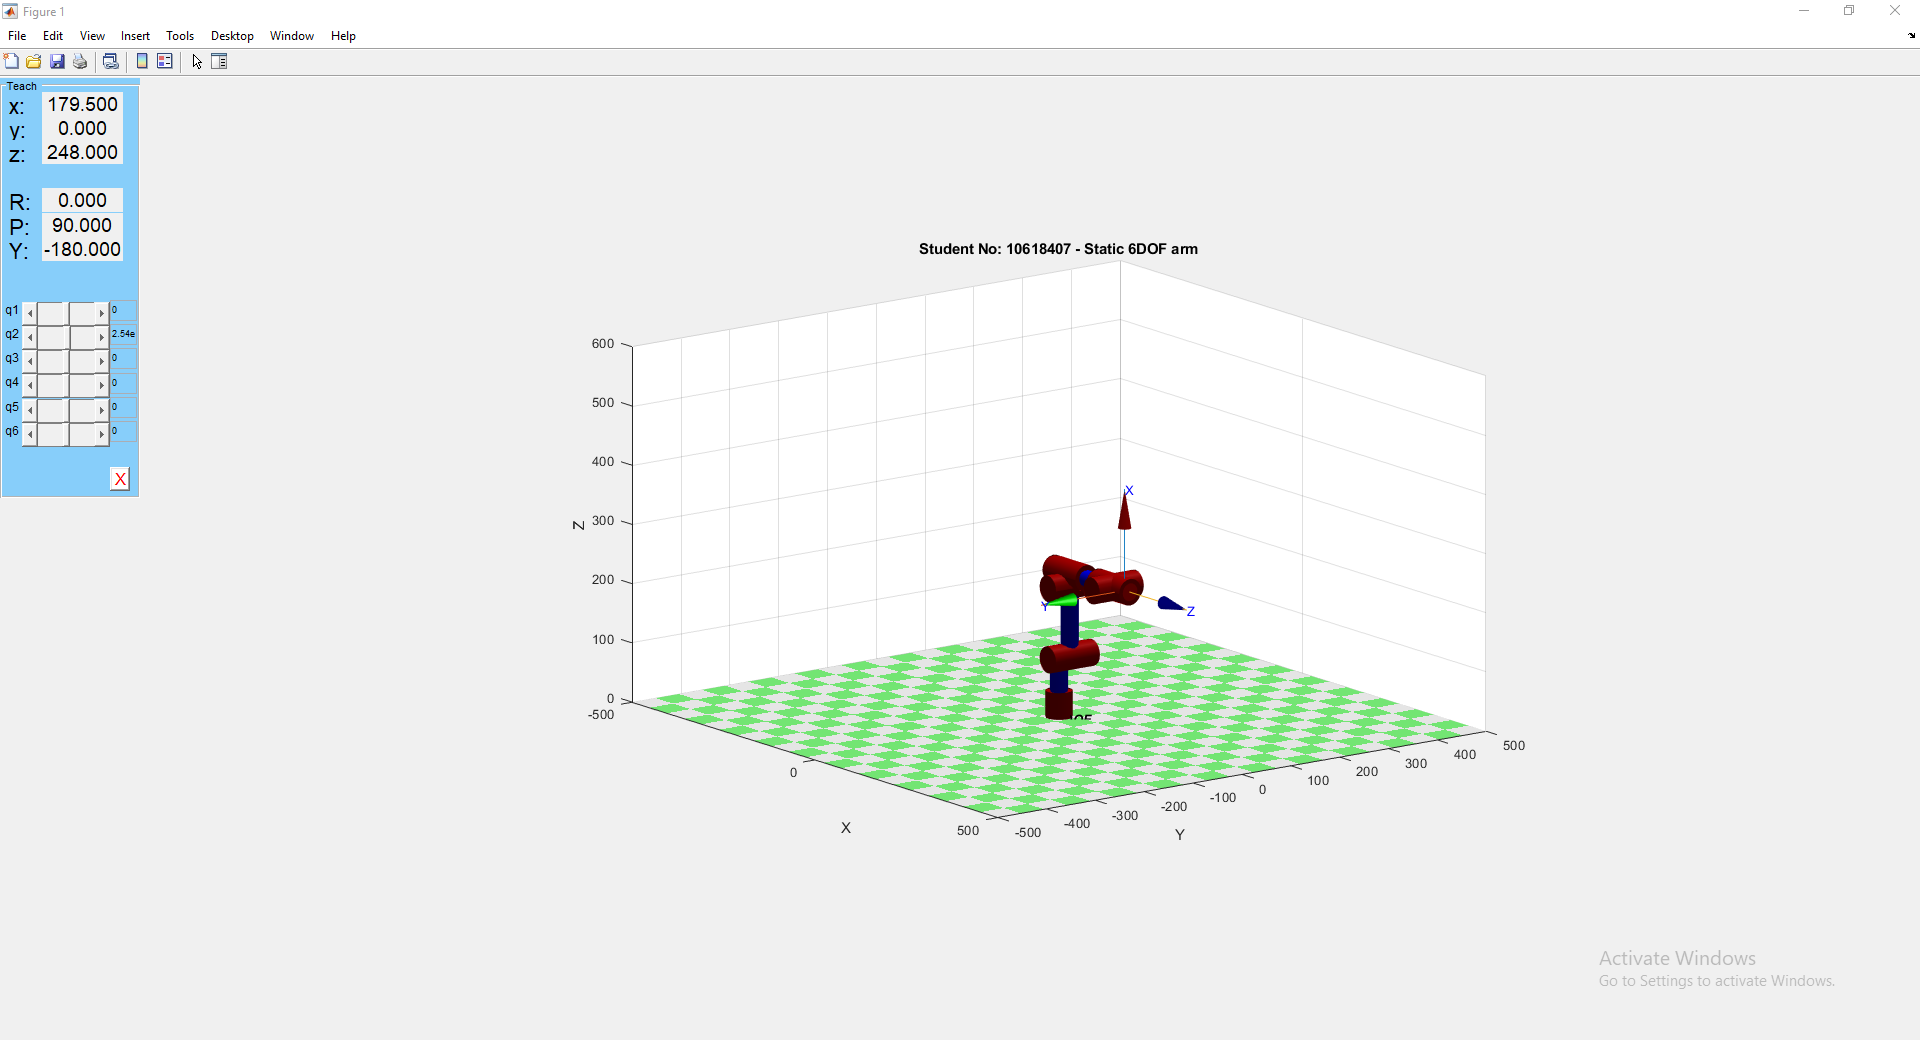 Figure 1
File Edit View Insert Tools Desktop Window Help
Teach
x: 179.500
y: 0.000
z: 248.000
R: 0.000
P: 90.000
Y: -180.000
q1 0
q2 2.54e
q3 0
q4 0
q5 0
q6 0
X
Student No: 10618407 - Static 6DOF arm
600
500
400
300
200
100
0
Z
-500
0
500
X
-500
-400
-300
-200
-100
0
100
200
300
400
500
Y
X
Y
Z
Activate Windows
Go to Settings to activate Windows.